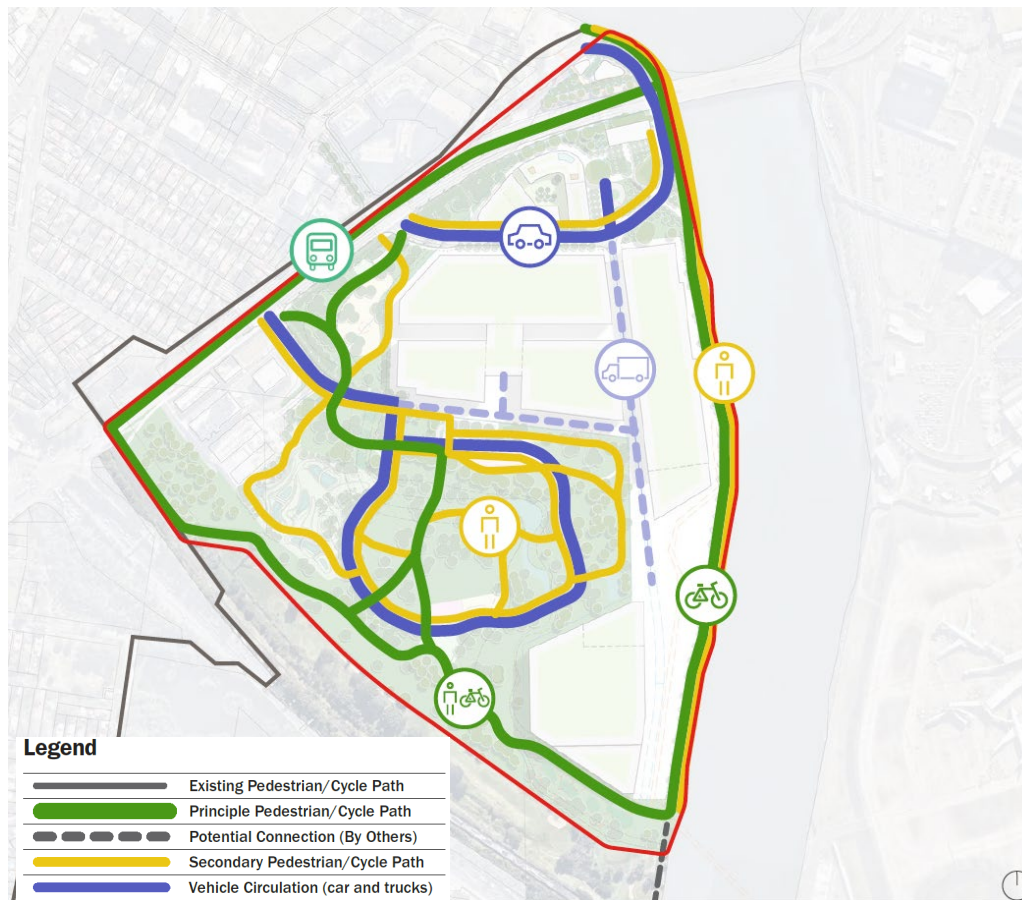 Legend
Existing Pedestrian/Cycle Path
Principle Pedestrian/Cycle Path
Potential Connection (By Others)
Secondary Pedestrian/Cycle Path
Vehicle Circulation (car and trucks)